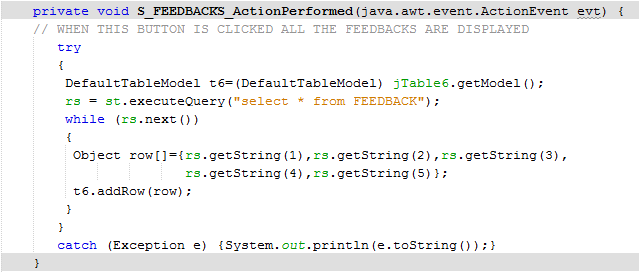 private void S_FEEDBACKS_ActionPerformed(java.awt.event.ActionEvent evt) {
// WHEN THIS BUTTON IS CLICKED ALL THE FEEDBACKS ARE DISPLAYED
try
{
DefaultTableModel t6=(DefaultTableModel) jTable6.getModel();
rs = st.executeQuery("select * from FEEDBACK");
while (rs.next())
{
Object row[]={rs.getString(1),rs.getString(2),rs.getString(3),
rs.getString(4),rs.getString(5)};
t6.addRow(row);
}
}
catch (Exception e) {System.out.println(e.toString());}
}